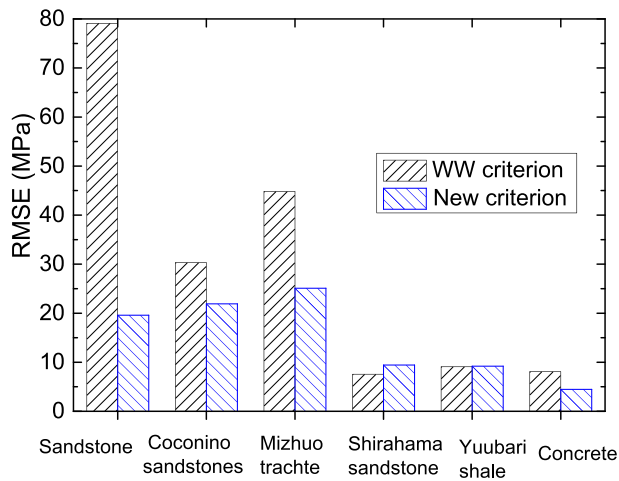 80
70
60
50
40
30
20
10
0
RMSE (MPa)
WW criterion
New criterion
Sandstone
Coconino
sandstones
Mizhuo
trachte
Shirahama
sandstone
Yuubari
shale
Concrete